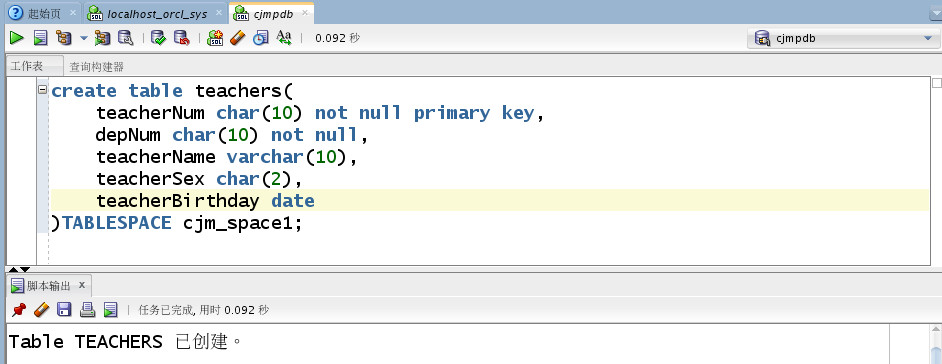 起始页 localhost_orcl_sys cjmpdb
0.092 秒 cjmpdb
工作表 查询构建器
create table teachers(
teacherNum char(10) not null primary key,
depNum char(10) not null,
teacherName varchar(10),
teacherSex char(2),
teacherBirthday date
)TABLESPACE cjm_space1;
脚本输出 x
任务已完成, 用时 0.092 秒
Table TEACHERS 已创建。